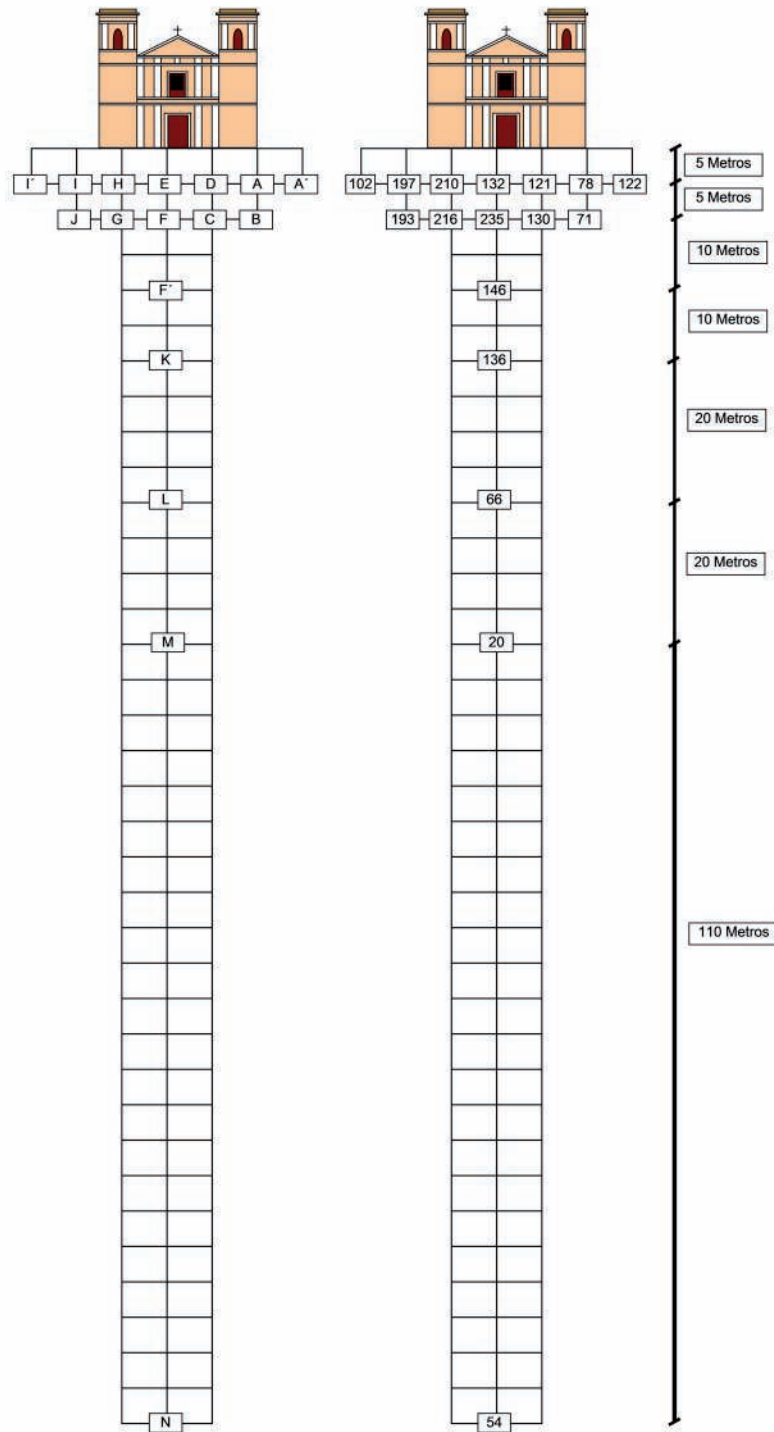 5 Metros
I´ I H E D A A´ 102 197 210 132 121 78 122
5 Metros
J G F C B 193 216 235 130 71
10 Metros
F´ 146
10 Metros
K 136
20 Metros
L 66
20 Metros
M 20
110 Metros
N 54